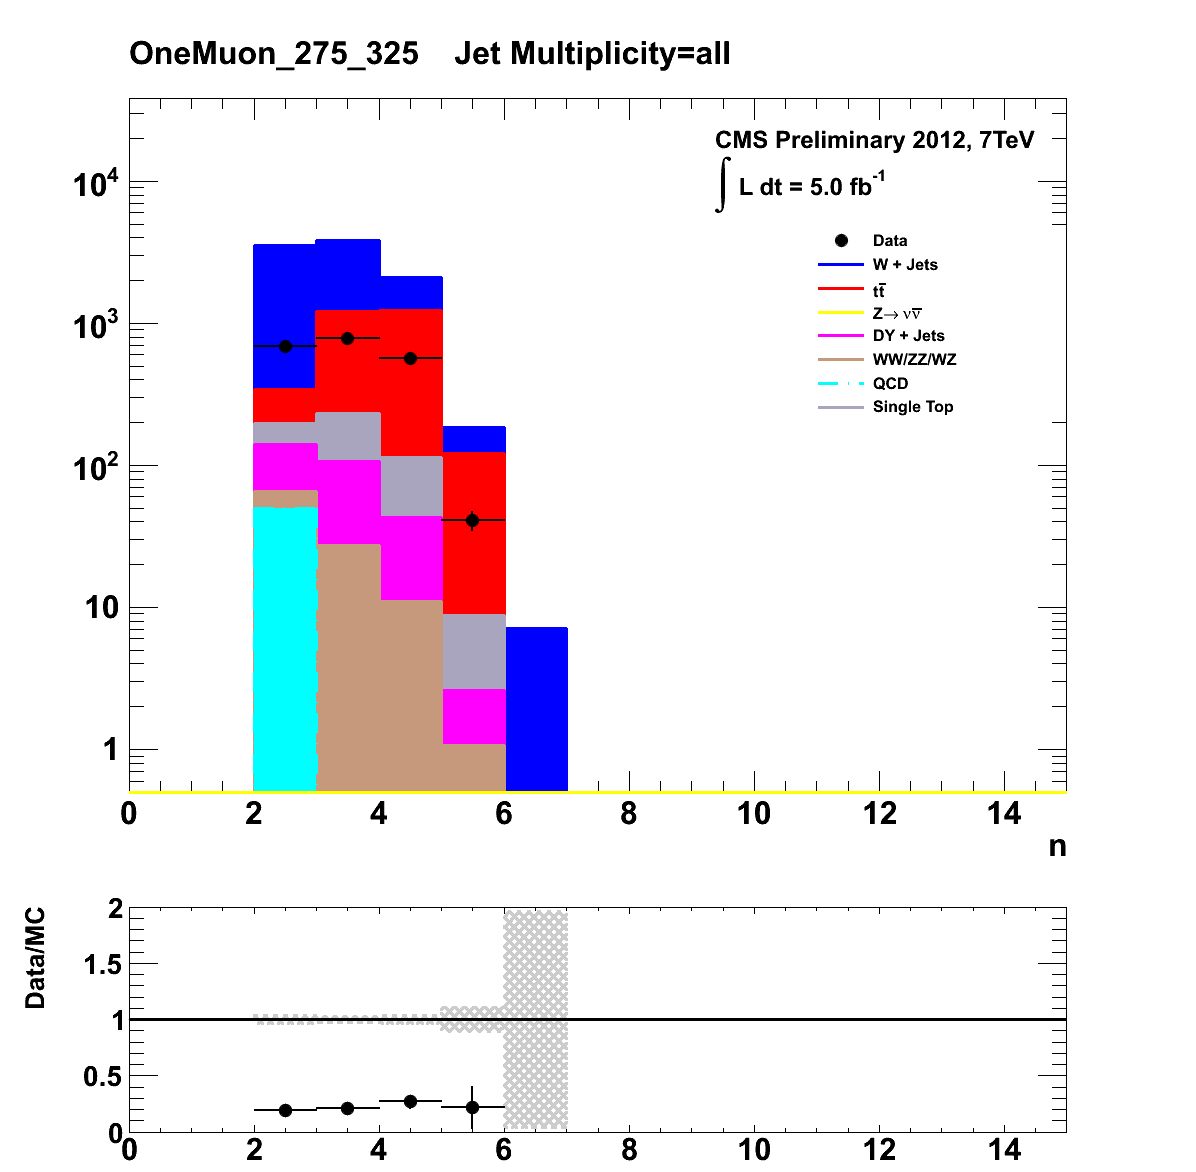 OneMuon_275_325    Jet Multiplicity=all
CMS Preliminary 2012, 7TeV
∫ L dt = 5.0 fb⁻¹
Data
W + Jets
tt̅
Z→ νν̅
DY + Jets
WW/ZZ/WZ
QCD
Single Top
10⁴
10³
10²
10
1
0 2 4 6 8 10 12 14
n
Data/MC
2
1.5
1
0.5
0
0 2 4 6 8 10 12 14